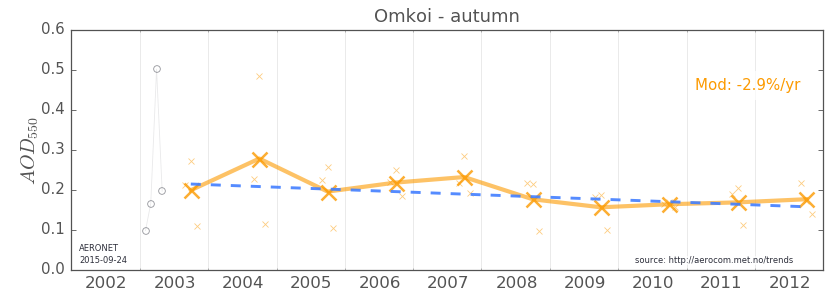 Omkoi - autumn
0.6
0.5
0.4
0.3
0.2
0.1
0.0
AOD550
Mod: -2.9%/yr
AERONET
2015-09-24
source: http://aerocom.met.no/trends
2002 2003 2004 2005 2006 2007 2008 2009 2010 2011 2012